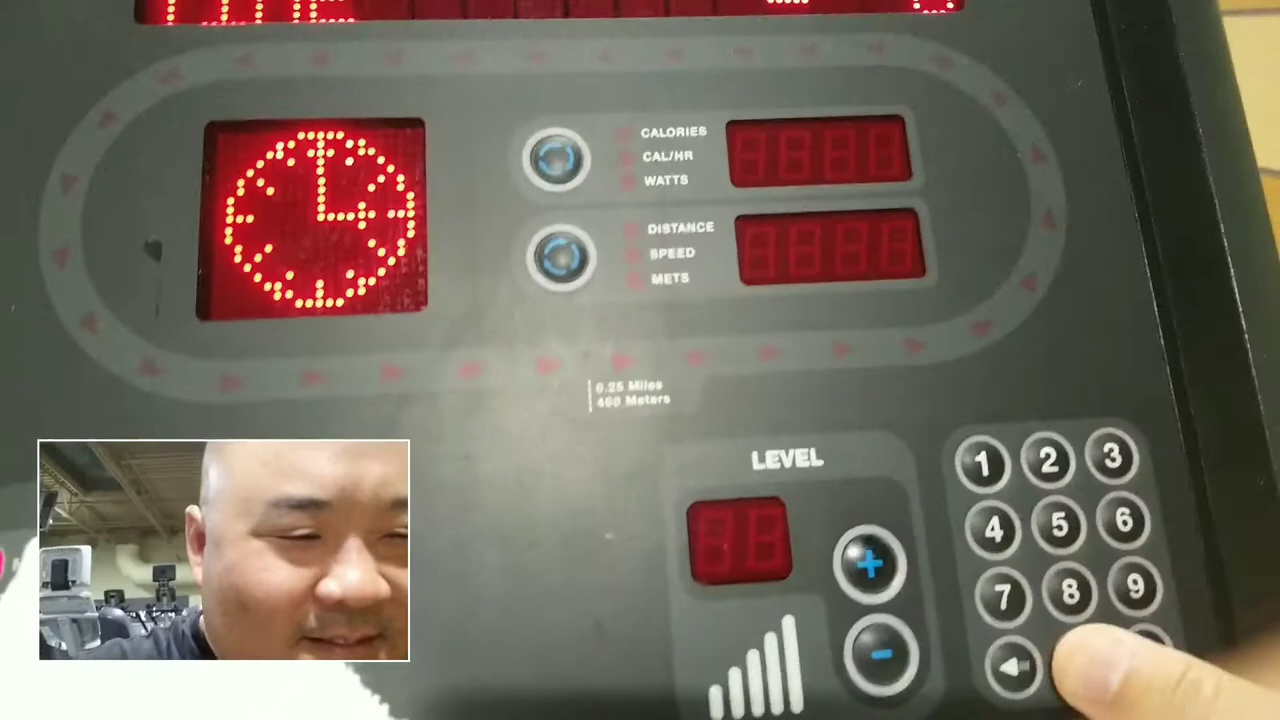 CALORIES
CAL/HR
WATTS
DISTANCE
SPEED
METS
0.25 Miles
400 Meters
LEVEL
1 2 3
4 5 6
7 8 9